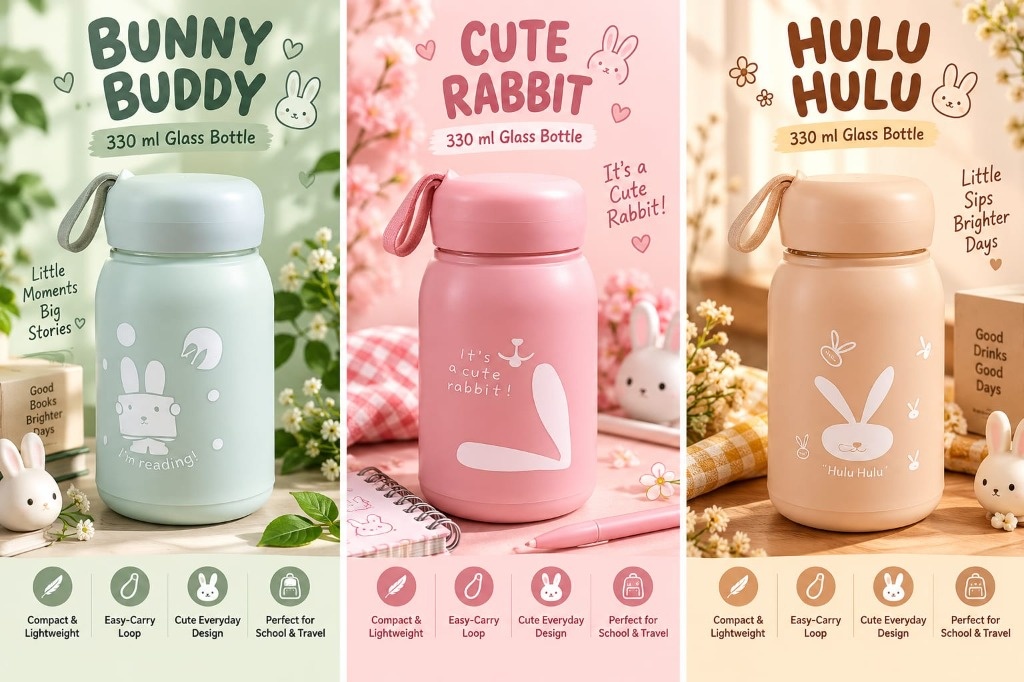 BUNNY
BUDDY
330 ml Glass Bottle
Little
Moments
Big
Stories
Good
Books
Brighter
Days
I'm reading!
Compact &
Lightweight
Easy-Carry
Loop
Cute Everyday
Design
Perfect for
School & Travel
CUTE
RABBIT
330 ml Glass Bottle
It's a
Cute
Rabbit!
It's
a cute
rabbit!
Compact &
Lightweight
Easy-Carry
Loop
Cute Everyday
Design
Perfect for
School & Travel
HULU
HULU
330 ml Glass Bottle
Little
Sips
Brighter
Days
Good
Drinks
Good
Days
"Hulu Hulu"
Compact &
Lightweight
Easy-Carry
Loop
Cute Everyday
Design
Perfect for
School & Travel